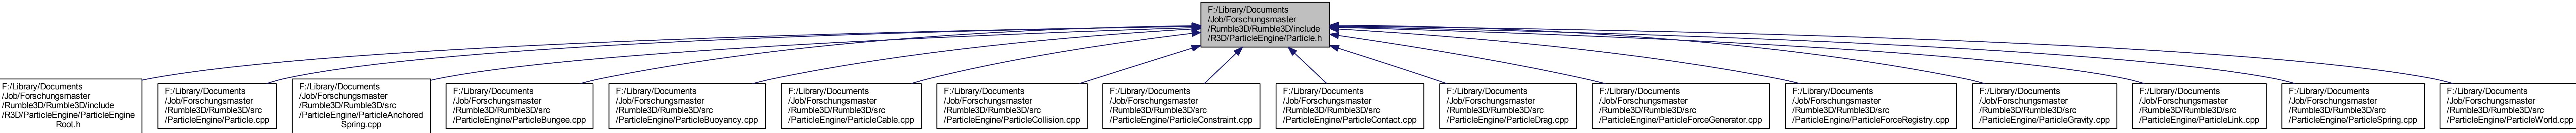 F:/Library/Documents
/Job/Forschungsmaster
/Rumble3D/Rumble3D/include
/R3D/ParticleEngine/Particle.h
F:/Library/Documents
/Job/Forschungsmaster
/Rumble3D/Rumble3D/include
/R3D/ParticleEngine/ParticleEngine
Root.h
F:/Library/Documents
/Job/Forschungsmaster
/Rumble3D/Rumble3D/src
/ParticleEngine/Particle.cpp
F:/Library/Documents
/Job/Forschungsmaster
/Rumble3D/Rumble3D/src
/ParticleEngine/ParticleAnchored
Spring.cpp
F:/Library/Documents
/Job/Forschungsmaster
/Rumble3D/Rumble3D/src
/ParticleEngine/ParticleBungee.cpp
F:/Library/Documents
/Job/Forschungsmaster
/Rumble3D/Rumble3D/src
/ParticleEngine/ParticleBuoyancy.cpp
F:/Library/Documents
/Job/Forschungsmaster
/Rumble3D/Rumble3D/src
/ParticleEngine/ParticleCable.cpp
F:/Library/Documents
/Job/Forschungsmaster
/Rumble3D/Rumble3D/src
/ParticleEngine/ParticleCollision.cpp
F:/Library/Documents
/Job/Forschungsmaster
/Rumble3D/Rumble3D/src
/ParticleEngine/ParticleConstraint.cpp
F:/Library/Documents
/Job/Forschungsmaster
/Rumble3D/Rumble3D/src
/ParticleEngine/ParticleContact.cpp
F:/Library/Documents
/Job/Forschungsmaster
/Rumble3D/Rumble3D/src
/ParticleEngine/ParticleDrag.cpp
F:/Library/Documents
/Job/Forschungsmaster
/Rumble3D/Rumble3D/src
/ParticleEngine/ParticleForceGenerator.cpp
F:/Library/Documents
/Job/Forschungsmaster
/Rumble3D/Rumble3D/src
/ParticleEngine/ParticleForceRegistry.cpp
F:/Library/Documents
/Job/Forschungsmaster
/Rumble3D/Rumble3D/src
/ParticleEngine/ParticleGravity.cpp
F:/Library/Documents
/Job/Forschungsmaster
/Rumble3D/Rumble3D/src
/ParticleEngine/ParticleLink.cpp
F:/Library/Documents
/Job/Forschungsmaster
/Rumble3D/Rumble3D/src
/ParticleEngine/ParticleSpring.cpp
F:/Library/Documents
/Job/Forschungsmaster
/Rumble3D/Rumble3D/src
/ParticleEngine/ParticleWorld.cpp